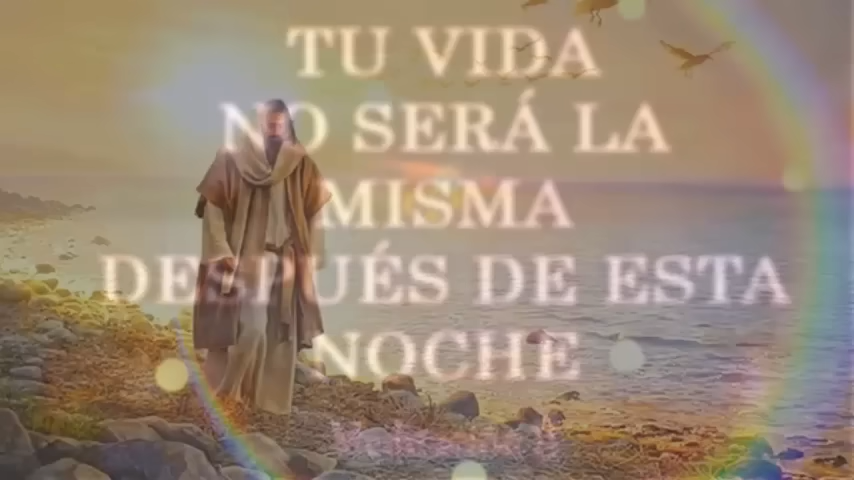 TU VIDA
NO SERÁ LA
MISMA
DESPUÉS DE ESTA
NOCHE